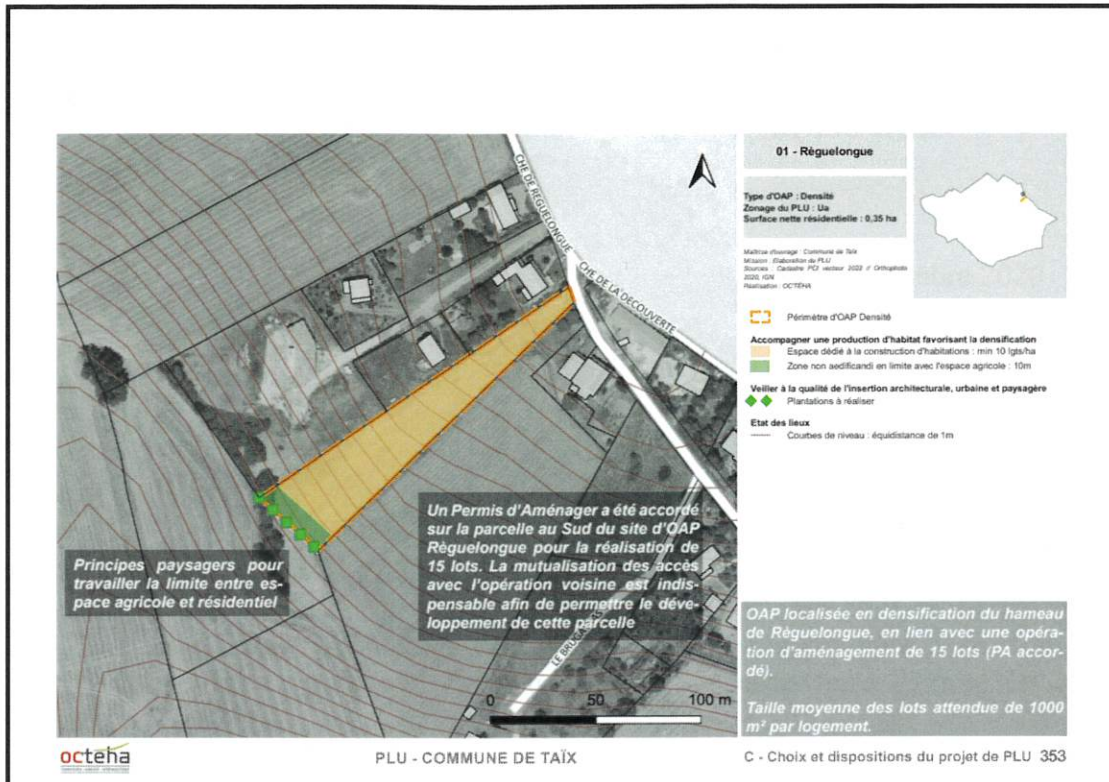 CHE DE REGUELONGUE
CHE DE LA DÉCOUVERTE
LE BRUGA
Principes paysagers pour
travailler la limite entre es-
pace agricole et résidentiel
Un Permis d'Aménager a été accordé
sur la parcelle au Sud du site d'OAP
Règuelongue pour la réalisation de
15 lots. La mutualisation des accès
avec l'opération voisine est indis-
pensable afin de permettre le déve-
loppement de cette parcelle
0 50 100 m
01 - Règuelongue
Type d'OAP : Densité
Zonage du PLU : Ua
Surface nette résidentielle : 0,35 ha
Maîtrise d'ouvrage : Commune de Taïx
Mission : Elaboration du PLU
Sources : Cadastre PCI vecteur 2022 // Orthophoto
2020, IGN
Réalisation : OCTÉHA
Périmètre d'OAP Densité
Accompagner une production d'habitat favorisant la densification
Espace dédié à la construction d'habitations : min 10 lgts/ha
Zone non aedificandi en limite avec l'espace agricole : 10m
Veiller à la qualité de l'insertion architecturale, urbaine et paysagère
Plantations à réaliser
Etat des lieux
Courbes de niveau : équidistance de 1m
OAP localisée en densification du hameau
de Règuelongue, en lien avec une opéra-
tion d'aménagement de 15 lots (PA accor-
dé).
Taille moyenne des lots attendue de 1000
m² par logement.
octeha
PLU - COMMUNE DE TAÏX
C - Choix et dispositions du projet de PLU 353